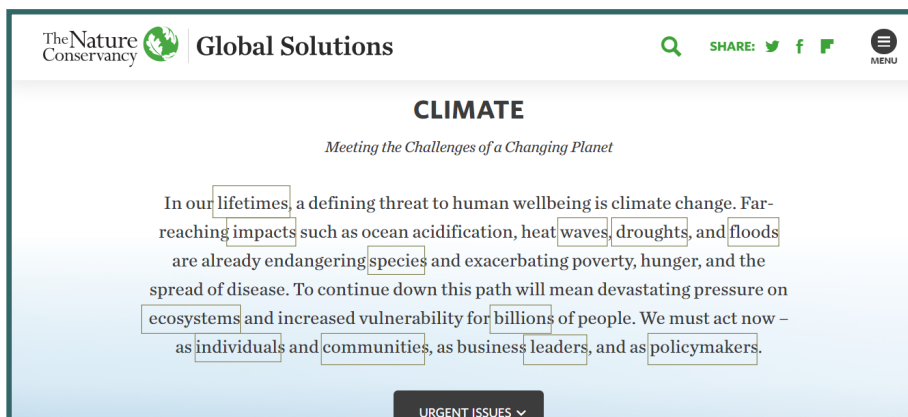 The Nature
Conservancy
Global Solutions
SHARE:
MENU
CLIMATE
Meeting the Challenges of a Changing Planet
In our lifetimes, a defining threat to human wellbeing is climate change. Far-
reaching impacts such as ocean acidification, heat waves, droughts, and floods
are already endangering species and exacerbating poverty, hunger, and the
spread of disease. To continue down this path will mean devastating pressure on
ecosystems and increased vulnerability for billions of people. We must act now –
as individuals and communities, as business leaders, and as policymakers.
URGENT ISSUES